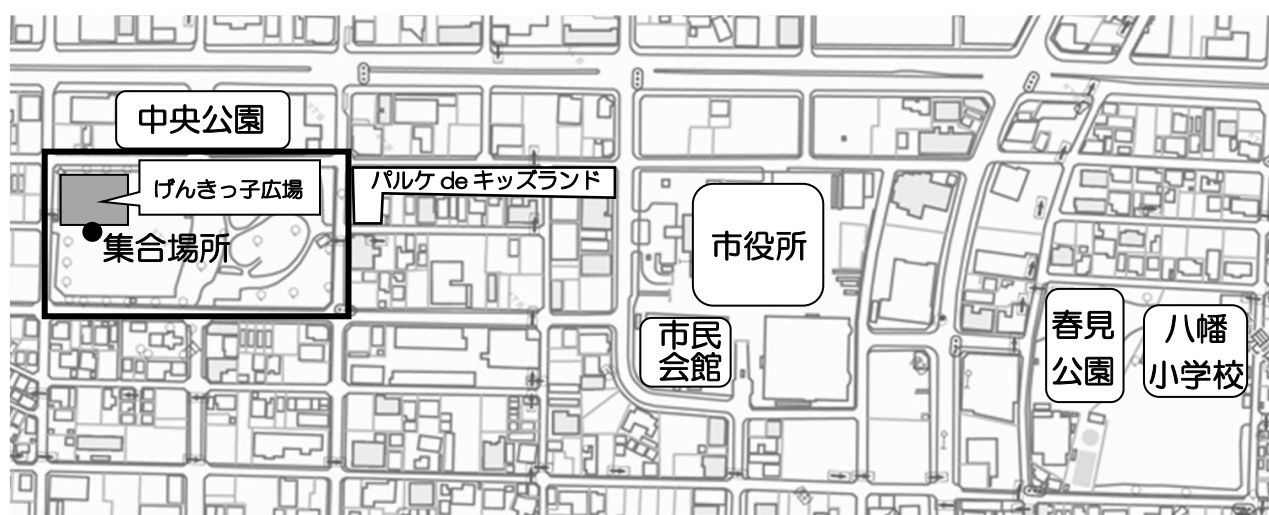 中央公園
げんきっ子広場
集合場所
パルケ de キッズランド
市役所
市民
会館
春見
公園
八幡
小学校